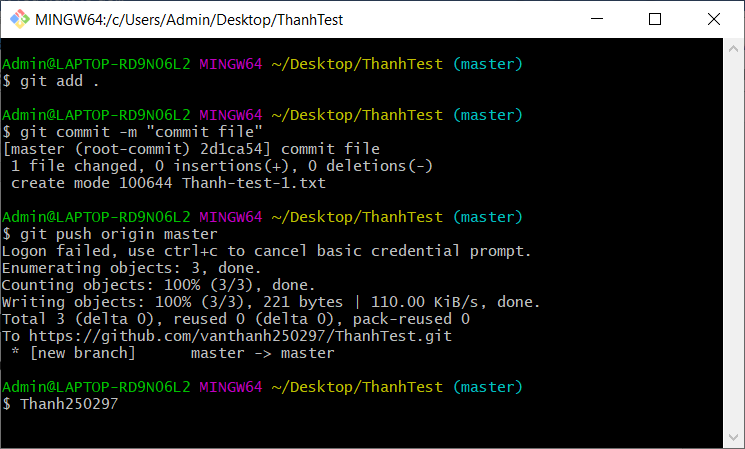 MINGW64:/c/Users/Admin/Desktop/ThanhTest
Admin@LAPTOP-RD9NO6L2 MINGW64 ~/Desktop/ThanhTest (master)
$ git add .
Admin@LAPTOP-RD9NO6L2 MINGW64 ~/Desktop/ThanhTest (master)
$ git commit -m "commit file"
[master (root-commit) 2d1ca54] commit file
 1 file changed, 0 insertions(+), 0 deletions(-)
 create mode 100644 Thanh-test-1.txt
Admin@LAPTOP-RD9NO6L2 MINGW64 ~/Desktop/ThanhTest (master)
$ git push origin master
Logon failed, use ctrl+c to cancel basic credential prompt.
Enumerating objects: 3, done.
Counting objects: 100% (3/3), done.
Writing objects: 100% (3/3), 221 bytes | 110.00 KiB/s, done.
Total 3 (delta 0), reused 0 (delta 0), pack-reused 0
To https://github.com/vanthanh250297/ThanhTest.git
 * [new branch]      master -> master
Admin@LAPTOP-RD9NO6L2 MINGW64 ~/Desktop/ThanhTest (master)
$ Thanh250297